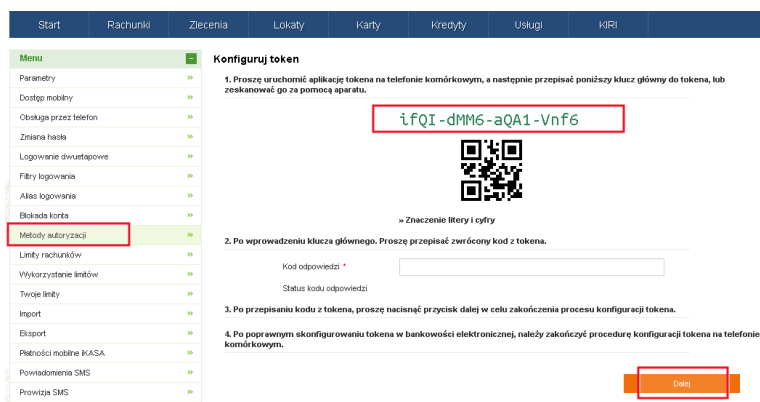 Start Rachunki Zlecenia Lokaty Karty Kredyty Usługi KIRI
Menu
Parametry
Dostęp mobilny
Obsługa przez telefon
Zmiana hasła
Logowanie dwuetapowe
Filtry logowania
Alias logowania
Blokada konta
Metody autoryzacji
Limity rachunków
Wykorzystanie limitów
Twoje limity
Import
Eksport
Płatności mobilne iKASA
Powiadomienia SMS
Prowizja SMS
Konfiguruj token
1. Proszę uruchomić aplikację tokena na telefonie komórkowym, a następnie przepisać poniższy klucz główny do tokena, lub
zeskanować go za pomocą aparatu.
ifQI-dMM6-aQA1-Vnf6
» Znaczenie litery i cyfry
2. Po wprowadzeniu klucza głównego. Proszę przepisać zwrócony kod z tokena.
Kod odpowiedzi *
Status kodu odpowiedzi
3. Po przepisaniu kodu z tokena, proszę nacisnąć przycisk dalej w celu zakończenia procesu konfiguracji tokena.
4. Po poprawnym skonfigurowaniu tokena w bankowości elektronicznej, należy zakończyć procedurę konfiguracji tokena na telefonie
komórkowym.
Dalej